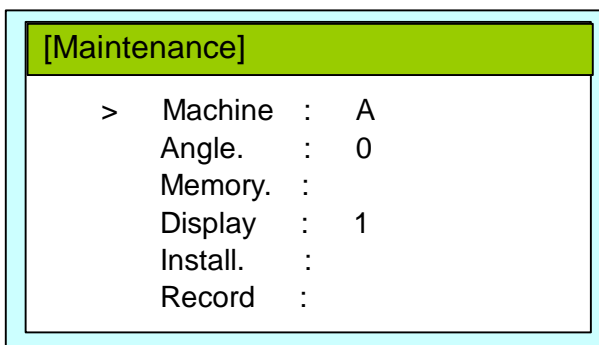 [Maintenance]
> Machine : A
Angle. : 0
Memory. :
Display : 1
Install. :
Record :